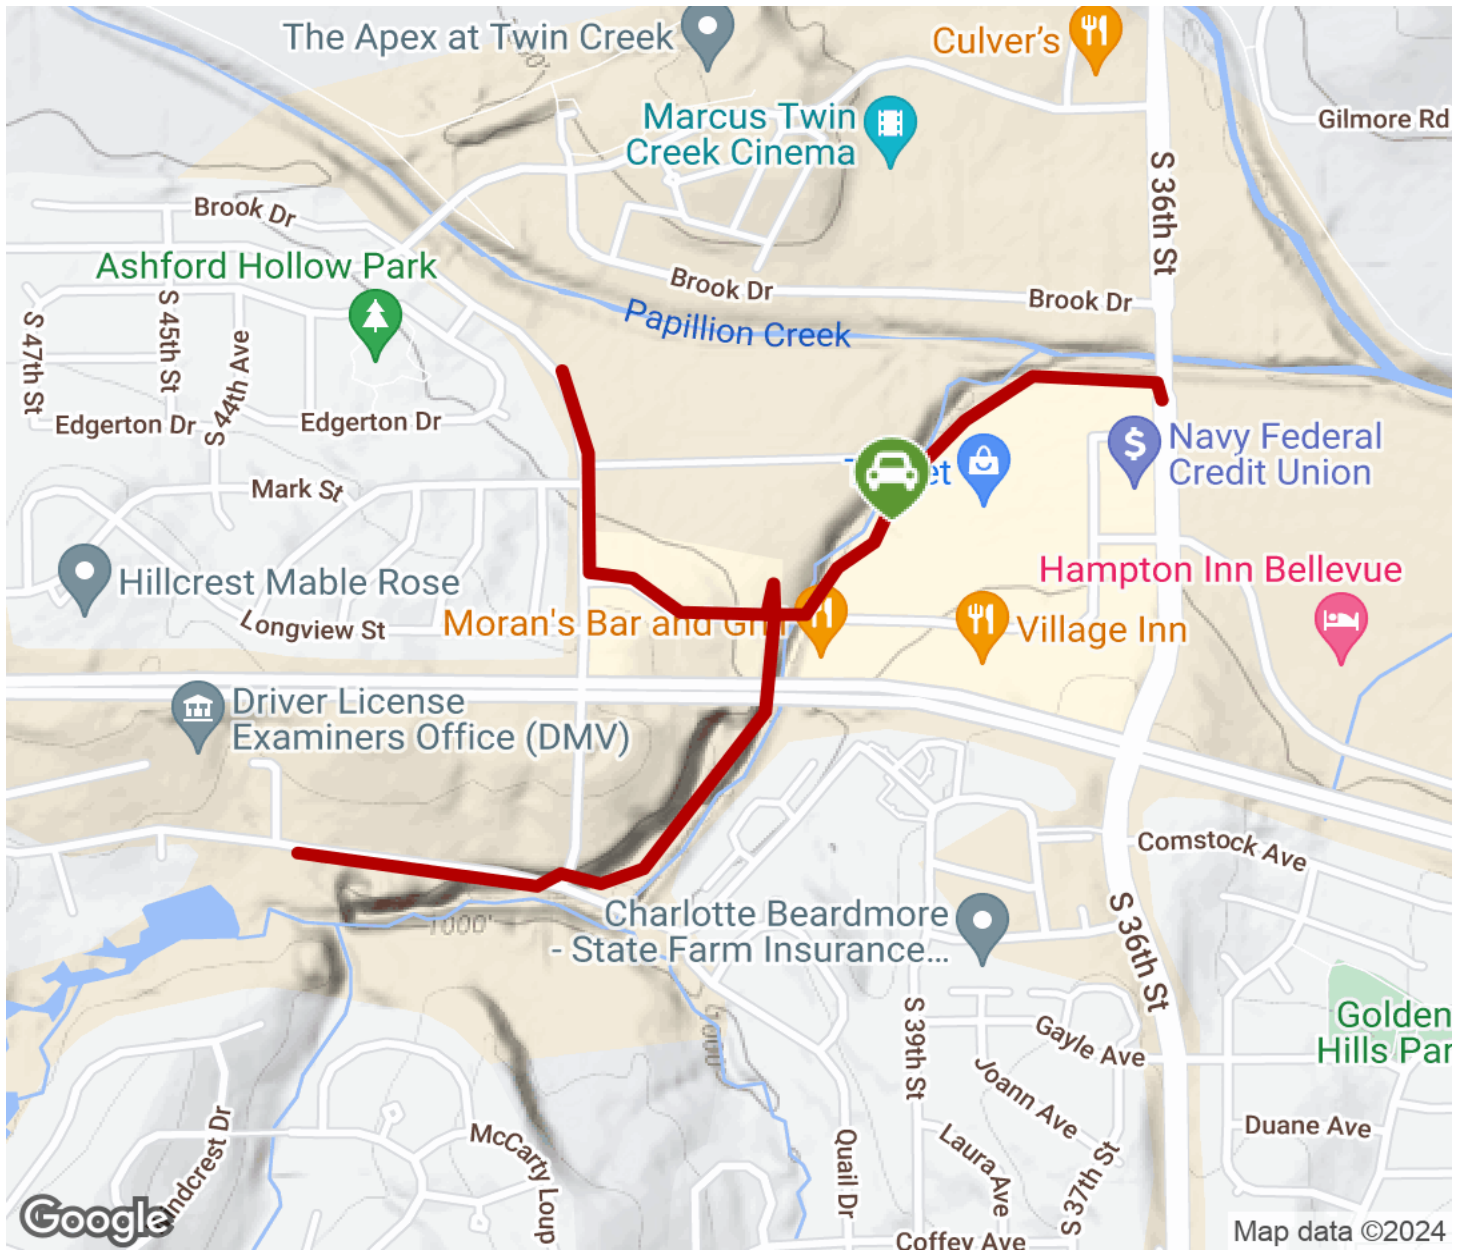 The Apex at Twin Creek
Culver's
Gilmore Rd
Marcus Twin
Creek Cinema
S 36th St
Brook Dr
Ashford Hollow Park
Brook Dr
Brook Dr
S 47th St
S 45th St
S 44th Ave
Papillion Creek
Edgerton Dr
Edgerton Dr
Navy Federal
Credit Union
Mark St
Hampton Inn Bellevue
Hillcrest Mable Rose
Longview St
Moran's Bar and
Village Inn
Driver License
Examiners Office (DMV)
Comstock Ave
S 36th St
Charlotte Beardmore
- State Farm Insurance...
1000'
S 39th St
Gayle Ave
Golden
Hills Par
Joann Ave
Duane Ave
McCarty Loup
Quail Dr
Laura Ave
S 37th St
Coffey Ave
Google
Map data ©2024